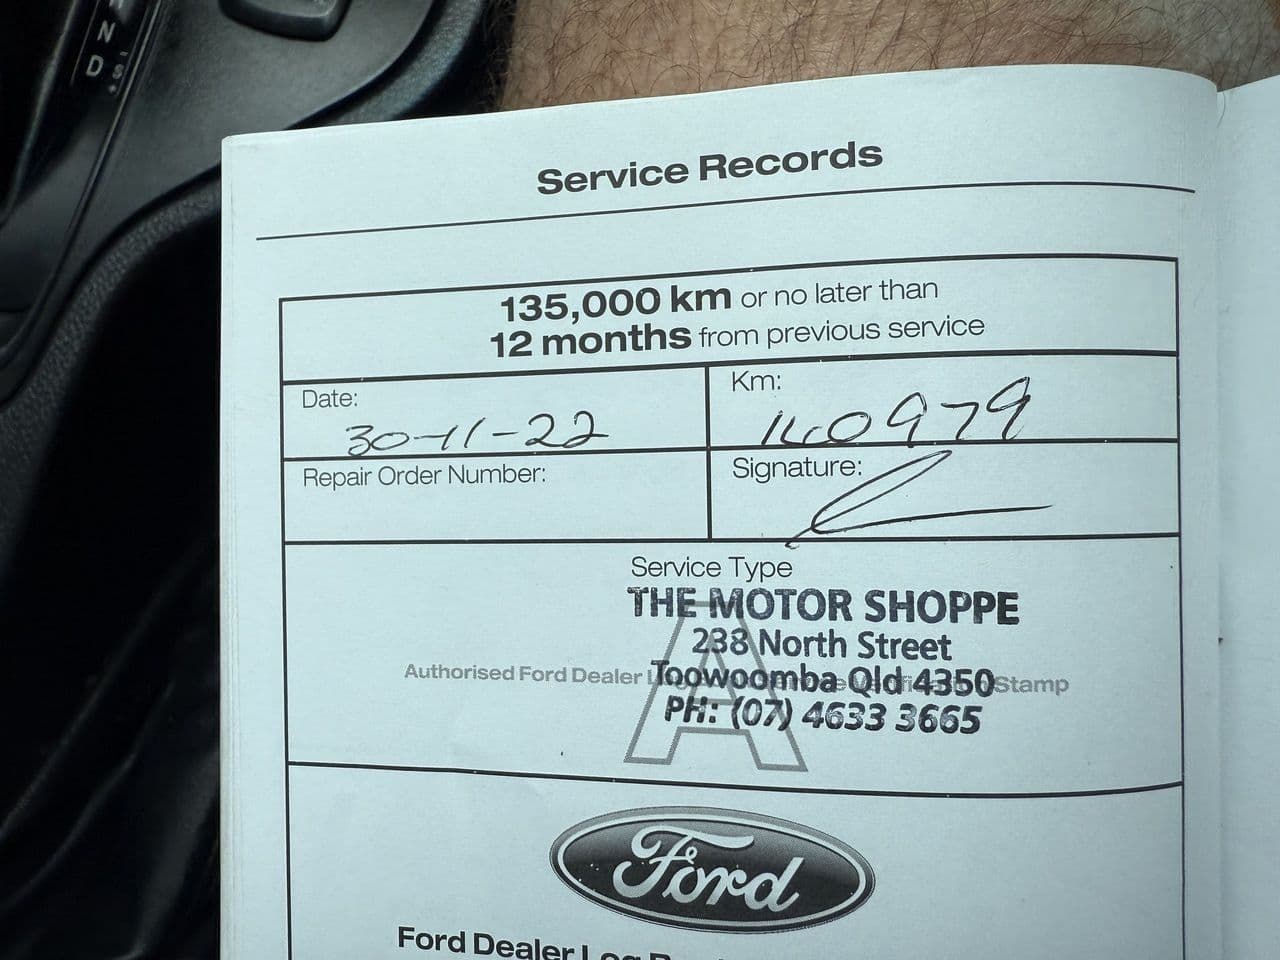 N
D
S
Service Records
135,000 km or no later than
12 months from previous service
Date:
30-11-22
Km:
140979
Repair Order Number:
Signature:
Service Type
A
THE MOTOR SHOPPE
238 North Street
Authorised Ford Dealer
Toowoomba Qld 4350
Stamp
PH: (07) 4633 3665
Ford
Ford Dealer